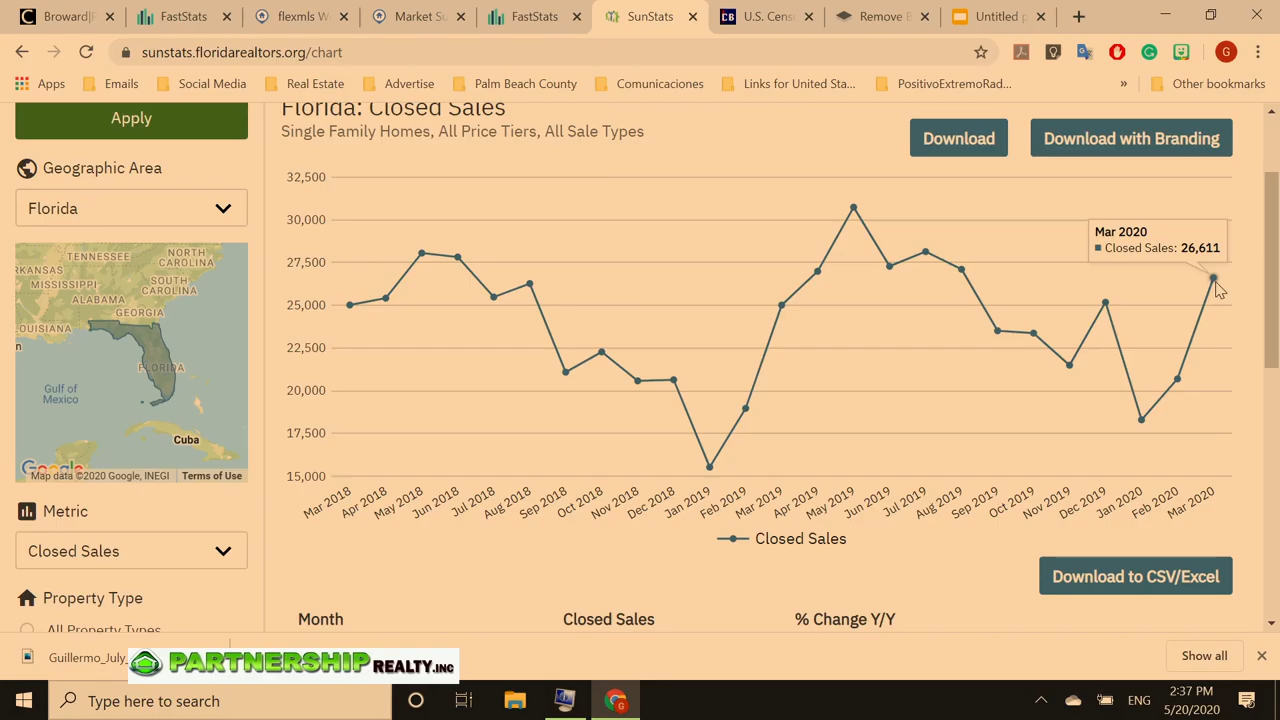 Broward|F
FastStats
flexmls W
Market Su
FastStats
SunStats
U.S. Cens
Remove B
Untitled p
sunstats.floridarealtors.org/chart
G
Apps
Emails
Social Media
Real Estate
Advertise
Palm Beach County
Comunicaciones
Links for United Sta...
PositivoExtremoRad...
»
Other bookmarks
Florida: Closed Sales
Single Family Homes, All Price Tiers, All Sale Types
Download
Download with Branding
Apply
Geographic Area
Florida
TENNESSEE
NORTH
CAROLINA
KANSAS
MISSISSIPPI
SOUTH
CAROLINA
ALABAMA
GEORGIA
LOUISIANA
FLORIDA
Gulf of
Mexico
Cuba
Google
Map data ©2020 Google, INEGI
Terms of Use
Metric
Closed Sales
Property Type
All Property Types
32,500
30,000
27,500
25,000
22,500
20,000
17,500
15,000
Mar 2020
Closed Sales: 26,611
Mar 2018
Apr 2018
May 2018
Jun 2018
Jul 2018
Aug 2018
Sep 2018
Oct 2018
Nov 2018
Dec 2018
Jan 2019
Feb 2019
Mar 2019
Apr 2019
May 2019
Jun 2019
Jul 2019
Aug 2019
Sep 2019
Oct 2019
Nov 2019
Dec 2019
Jan 2020
Feb 2020
Mar 2020
Closed Sales
Download to CSV/Excel
Month
Closed Sales
% Change Y/Y
Guillermo_July
PARTNERSHIP REALTY.INC
Show all
Type here to search
ENG
2:37 PM
5/20/2020